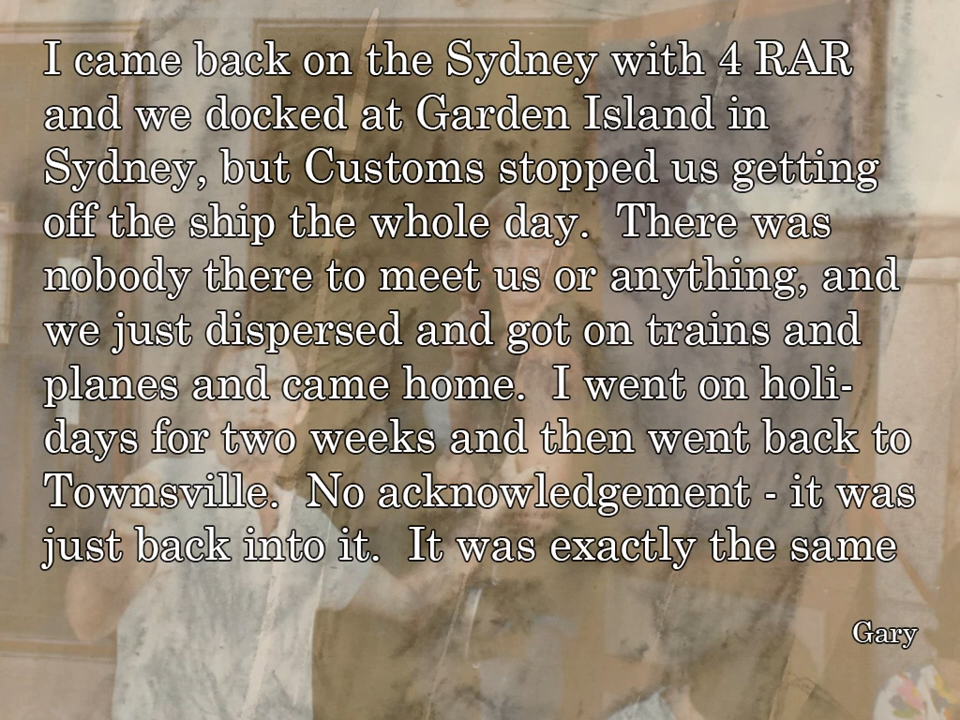 I came back on the Sydney with 4 RAR
and we docked at Garden Island in
Sydney, but Customs stopped us getting
off the ship the whole day.  There was
nobody there to meet us or anything, and
we just dispersed and got on trains and
planes and came home.  I went on holi-
days for two weeks and then went back to
Townsville.  No acknowledgement - it was
just back into it.  It was exactly the same
Gary